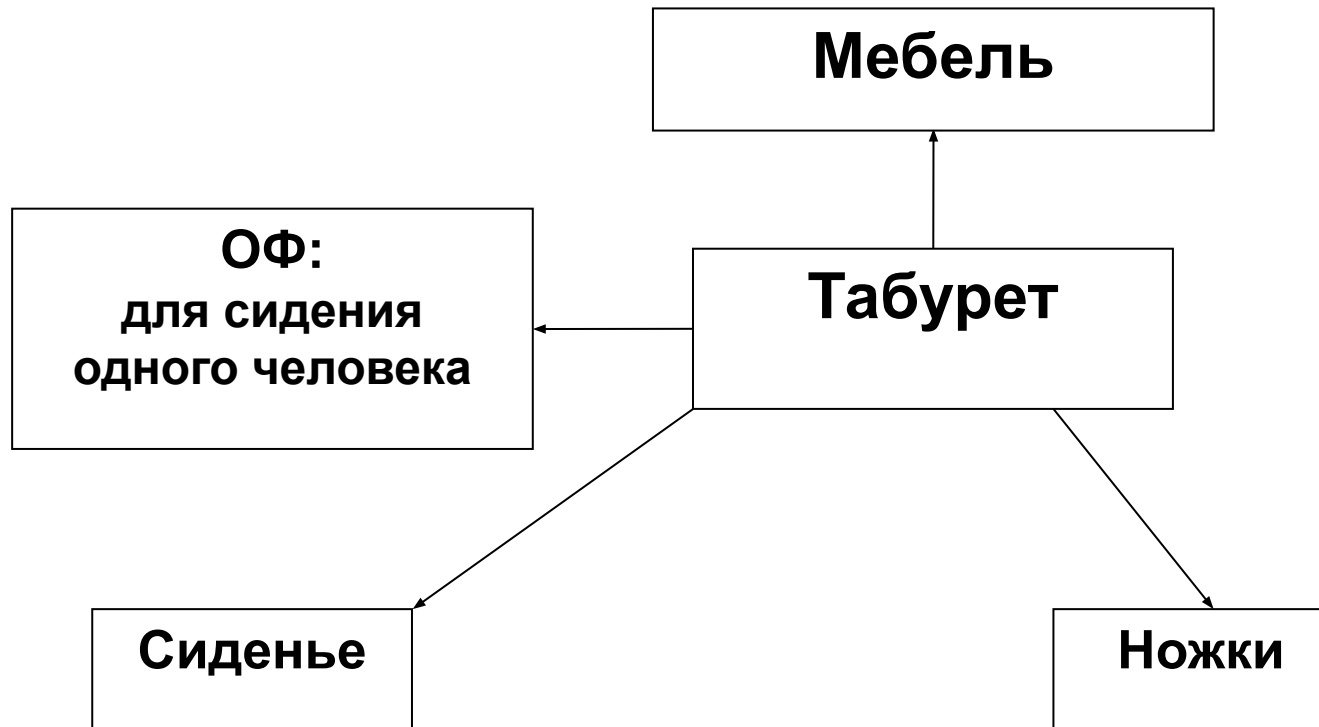 Мебель
ОФ:
для сидения
одного человека
Табурет
Сиденье
Ножки